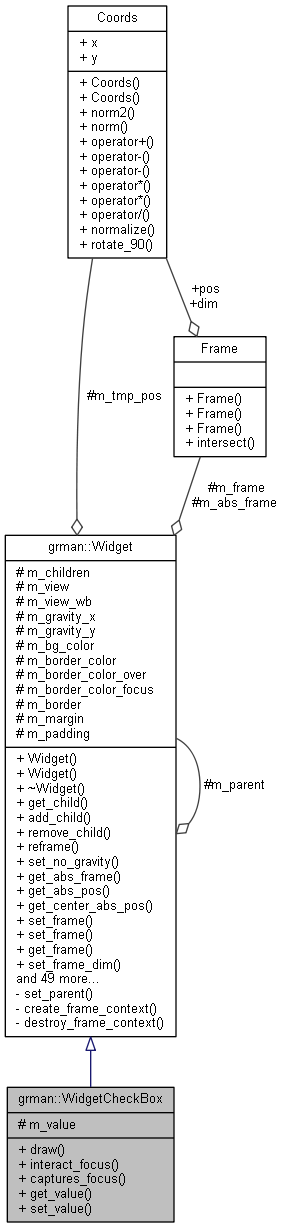 Coords
+ x
+ y
+ Coords()
+ Coords()
+ norm2()
+ norm()
+ operator+()
+ operator-()
+ operator-()
+ operator*()
+ operator*()
+ operator/()
+ normalize()
+ rotate_90()
+pos
+dim
Frame
+ Frame()
+ Frame()
+ Frame()
+ intersect()
#m_tmp_pos
#m_frame
#m_abs_frame
grman::Widget
# m_children
# m_view
# m_view_wb
# m_gravity_x
# m_gravity_y
# m_bg_color
# m_border_color
# m_border_color_over
# m_border_color_focus
# m_border
# m_margin
# m_padding
+ Widget()
+ Widget()
+ ~Widget()
+ get_child()
+ add_child()
+ remove_child()
+ reframe()
+ set_no_gravity()
+ get_abs_frame()
+ get_abs_pos()
+ get_center_abs_pos()
+ set_frame()
+ set_frame()
+ get_frame()
+ set_frame_dim()
and 49 more...
- set_parent()
- create_frame_context()
- destroy_frame_context()
#m_parent
grman::WidgetCheckBox
# m_value
+ draw()
+ interact_focus()
+ captures_focus()
+ get_value()
+ set_value()